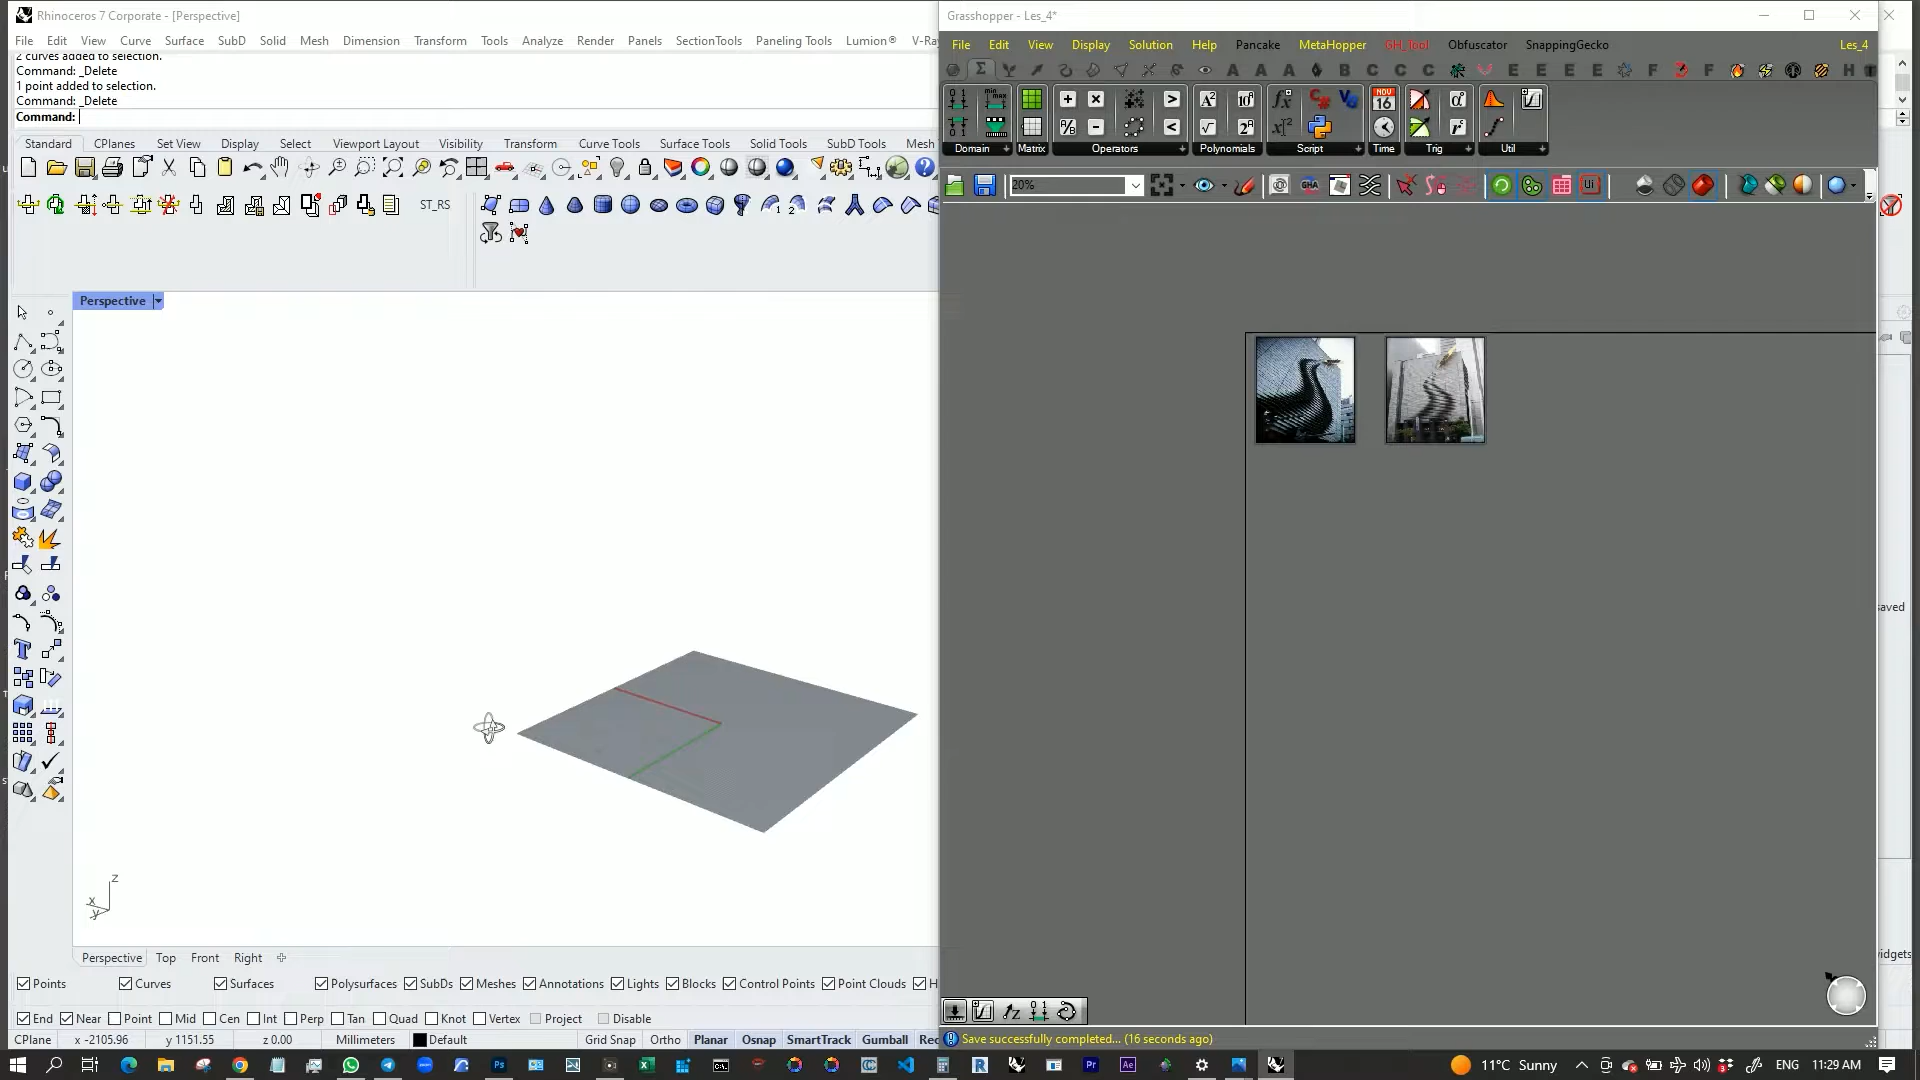 Rhinoceros 7 Corporate - [Perspective]
File Edit View Curve Surface SubD Solid Mesh Dimension Transform Tools Analyze Render Panels SectionTools Paneling Tools Lumion® V-Ra
2 curves added to selection.
Command: _Delete
1 point added to selection.
Command: _Delete
Command:
Standard CPlanes Set View Display Select Viewport Layout Visibility Transform Curve Tools Surface Tools Solid Tools SubD Tools Mesh
ST_RS
Perspective
z
x
y
Perspective Top Front Right
Points Curves Surfaces Polysurfaces SubDs Meshes Annotations Lights Blocks Control Points Point Clouds H
End Near Point Mid Cen Int Perp Tan Quad Knot Vertex Project Disable
CPlane x -2105.96 y 1151.55 z 0.00 Millimeters Default Grid Snap Ortho Planar Osnap SmartTrack Gumball Rec
Grasshopper - Les_4*
File Edit View Display Solution Help Pancake MetaHopper GH_Tool Obfuscator SnappingGecko Les_4
Domain Matrix Operators Polynomials Script Time Trig Util
20%
Save successfully completed... (16 seconds ago)
saved
widgets
11°C Sunny ENG 11:29 AM